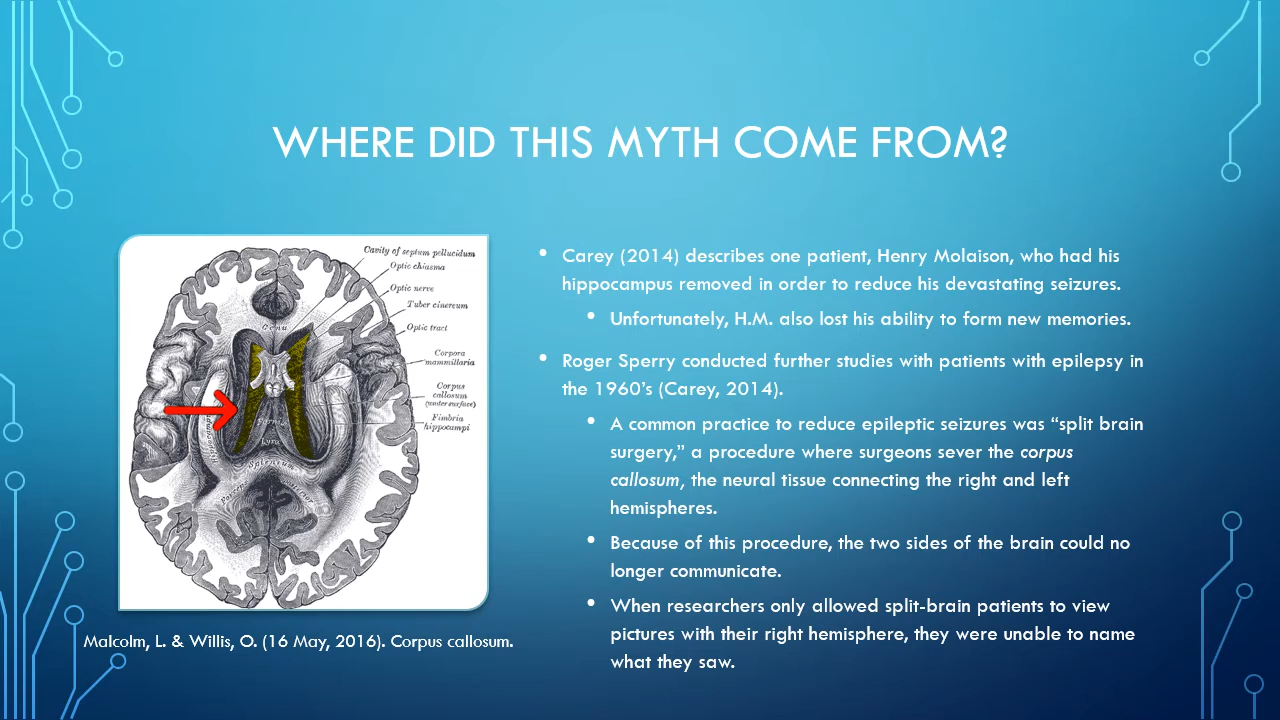 WHERE DID THIS MYTH COME FROM?
Cavity of septum pellucidum
Optic chiasma
Optic nerve
Tuber cinereum
Optic tract
Corpora
mammillaria
Corpus
callosum
(under surface)
Fimbria
hippocampi
Genu
Fornix
Lyra
Splenium
Malcolm, L. & Willis, O. (16 May, 2016). Corpus callosum.
• Carey (2014) describes one patient, Henry Molaison, who had his
hippocampus removed in order to reduce his devastating seizures.
• Unfortunately, H.M. also lost his ability to form new memories.
• Roger Sperry conducted further studies with patients with epilepsy in
the 1960’s (Carey, 2014).
• A common practice to reduce epileptic seizures was “split brain
surgery,” a procedure where surgeons sever the corpus
callosum, the neural tissue connecting the right and left
hemispheres.
• Because of this procedure, the two sides of the brain could no
longer communicate.
• When researchers only allowed split-brain patients to view
pictures with their right hemisphere, they were unable to name
what they saw.